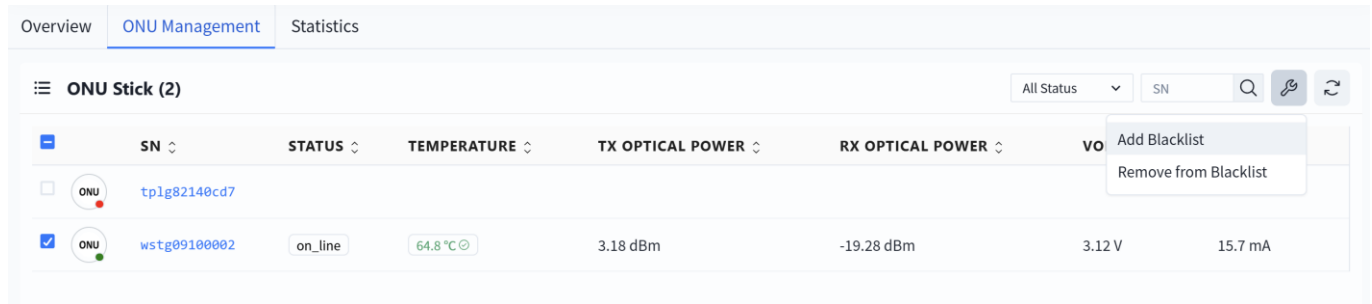 Overview ONU Management Statistics
ONU Stick (2) All Status SN
Add Blacklist
SN STATUS TEMPERATURE TX OPTICAL POWER RX OPTICAL POWER VO
Remove from Blacklist
ONU tplg82140cd7
ONU wstg09100002 on_line 64.8 °C 3.18 dBm -19.28 dBm 3.12 V 15.7 mA